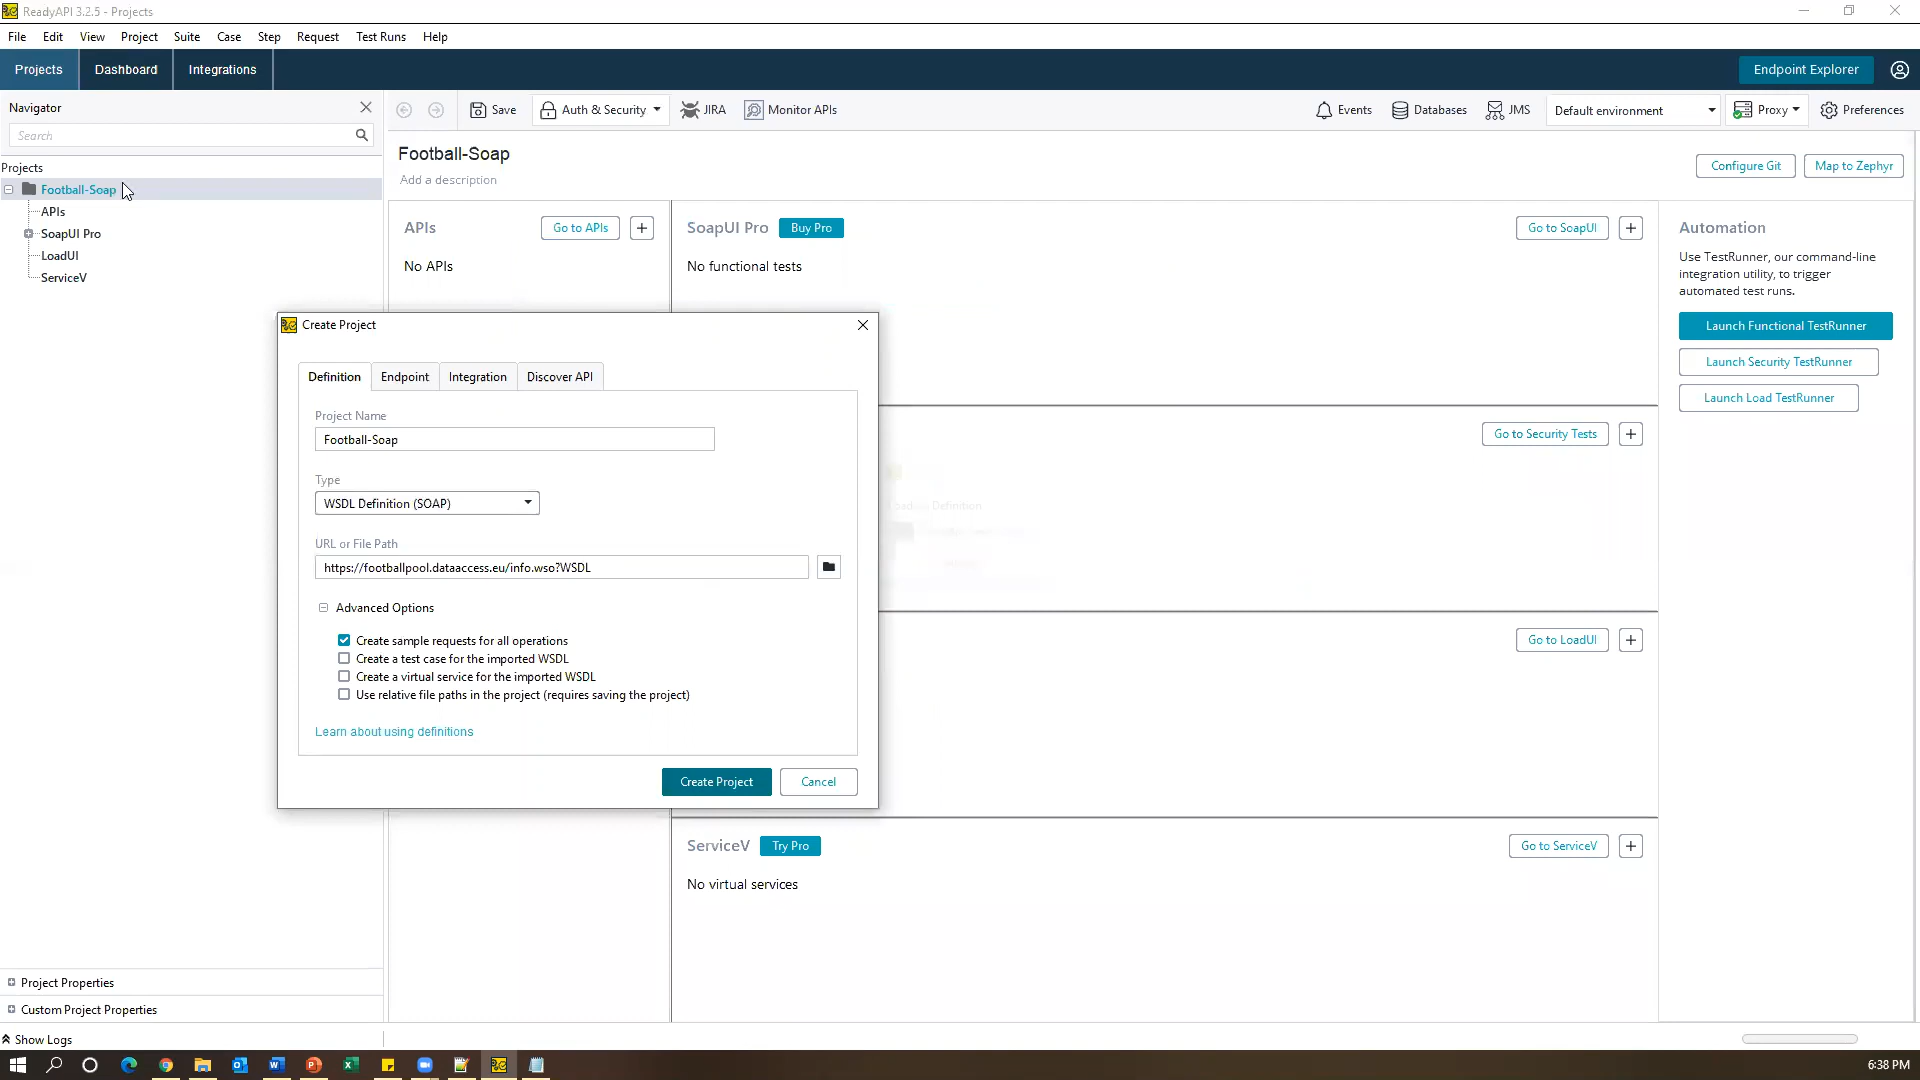 ReadyAPI 3.2.5 - Projects
File Edit View Project Suite Case Step Request Test Runs Help
Projects Dashboard Integrations Endpoint Explorer
Navigator
Save Auth & Security JIRA Monitor APIs Events Databases JMS Default environment Proxy Preferences
Search
Projects
Football-Soap
APIs
SoapUI Pro
LoadUI
ServiceV
Football-Soap
Add a description
Configure Git Map to Zephyr
APIs Go to APIs +
No APIs
SoapUI Pro Buy Pro Go to SoapUI +
No functional tests
Go to Security Tests +
Go to LoadUI +
ServiceV Try Pro Go to ServiceV +
No virtual services
Automation
Use TestRunner, our command-line
integration utility, to trigger
automated test runs.
Launch Functional TestRunner
Launch Security TestRunner
Launch Load TestRunner
Create Project
Definition Endpoint Integration Discover API
Project Name
Football-Soap
Type
WSDL Definition (SOAP)
URL or File Path
https://footballpool.dataaccess.eu/info.wso?WSDL
Advanced Options
Create sample requests for all operations
Create a test case for the imported WSDL
Create a virtual service for the imported WSDL
Use relative file paths in the project (requires saving the project)
Learn about using definitions
Create Project Cancel
Definition
Project Properties
Custom Project Properties
Show Logs
6:38 PM